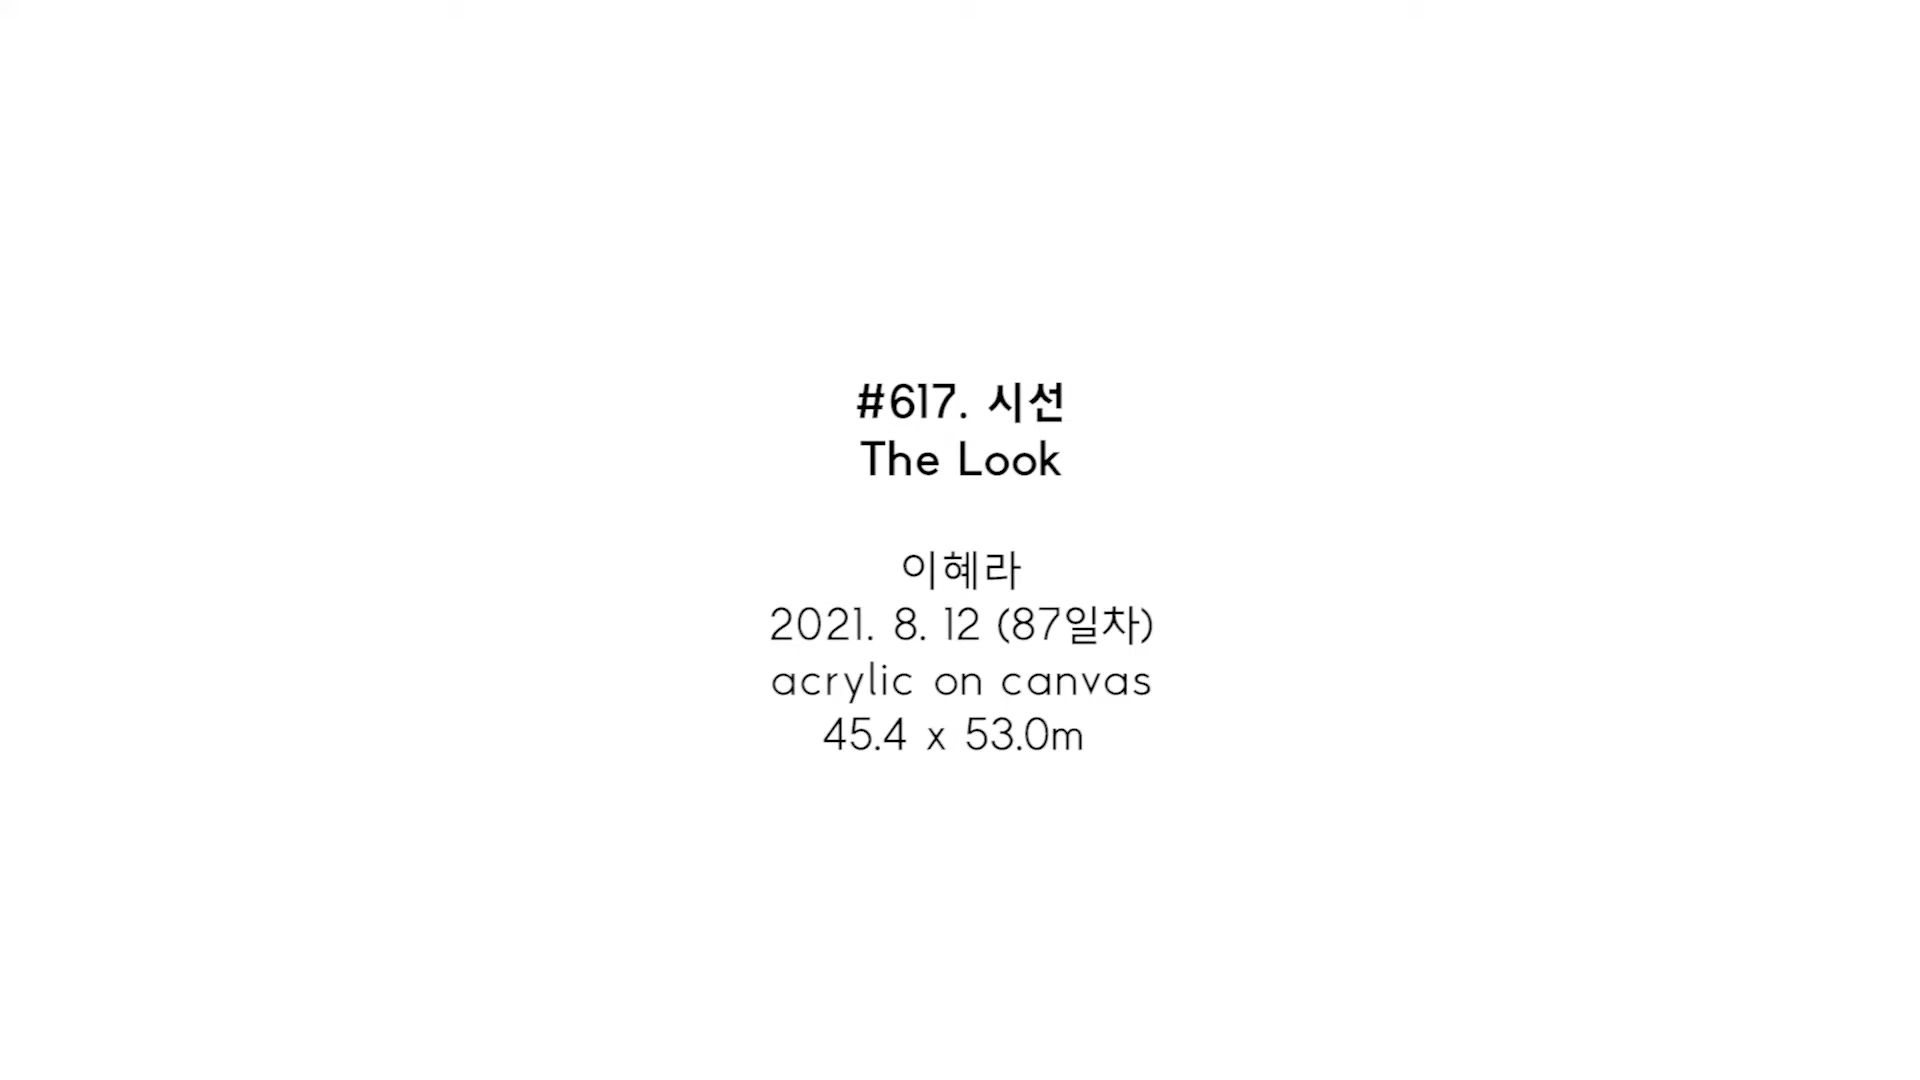 #617. 시선
The Look
이혜라
2021. 8. 12 (87일차)
acrylic on canvas
45.4 x 53.0m